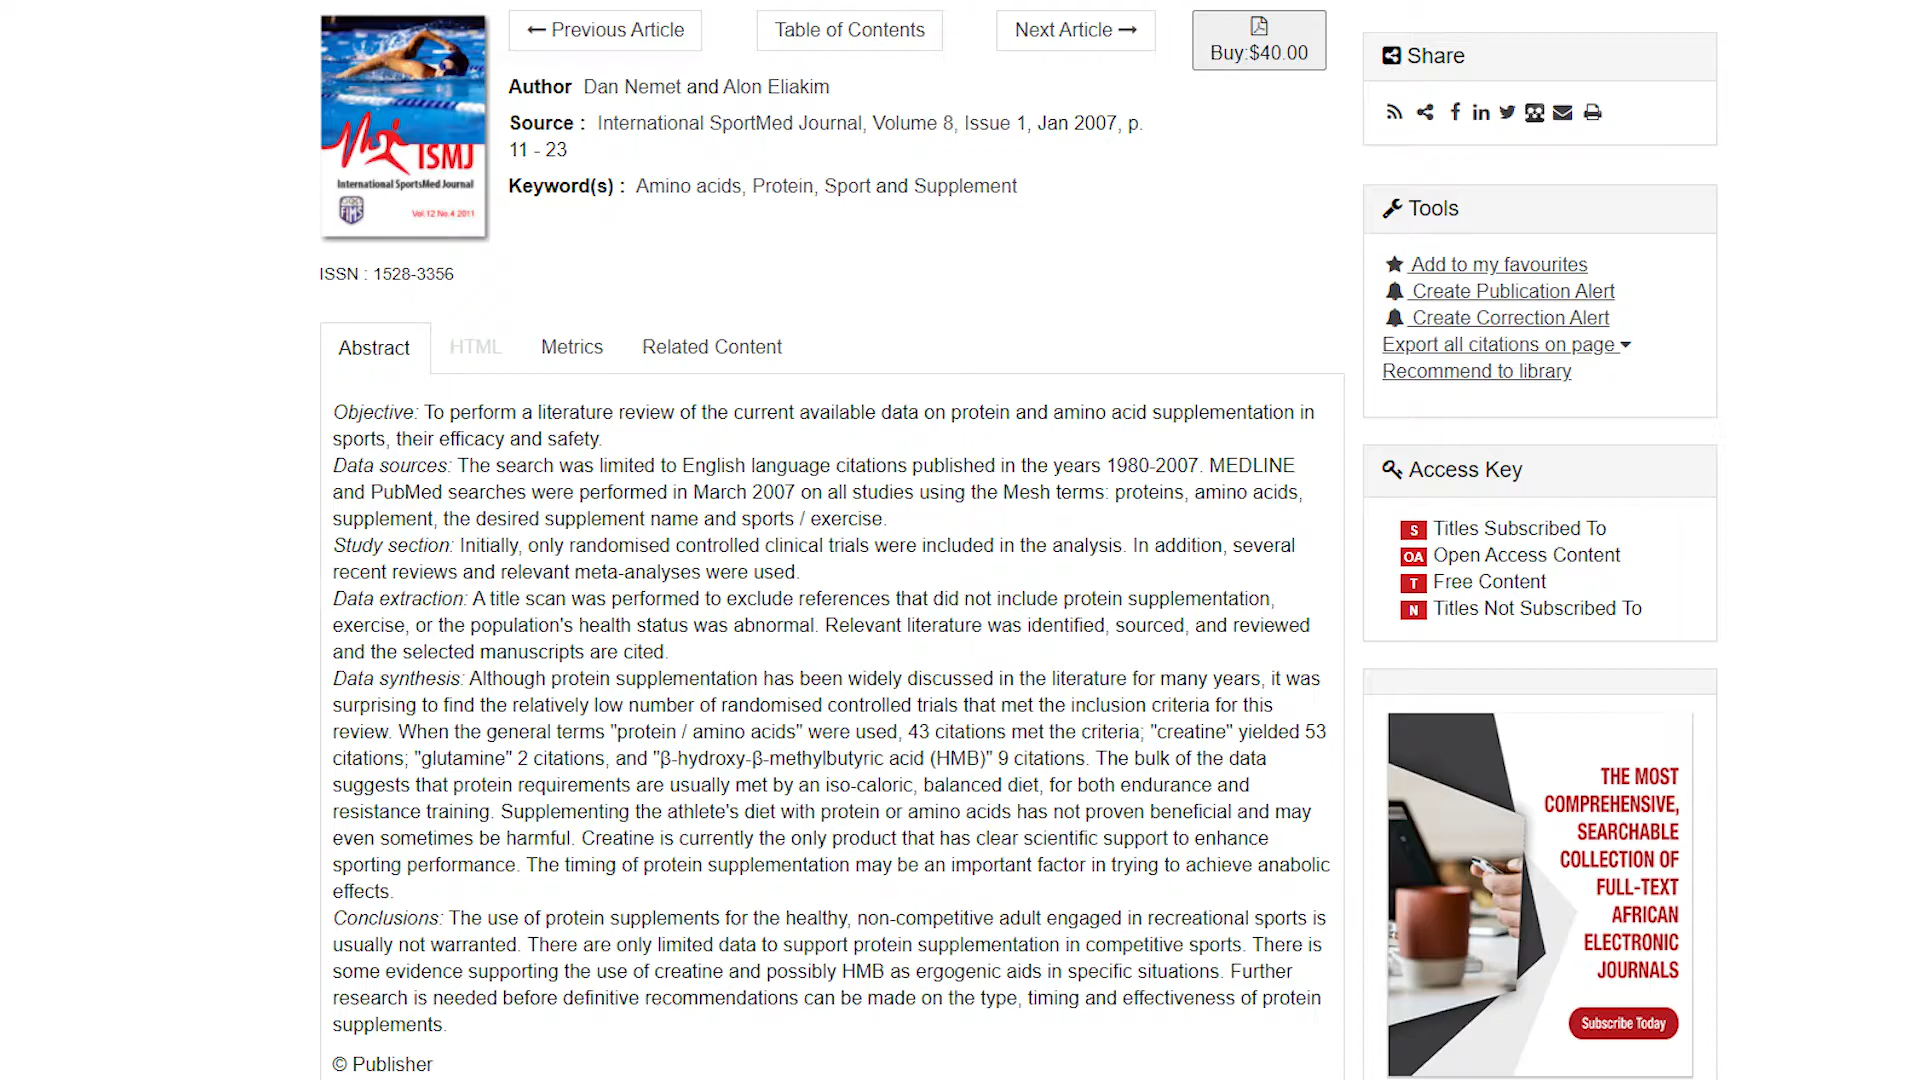 ISMJ
International SportsMed Journal
FIMS
Vol.12 No.4 2011
← Previous Article
Table of Contents
Next Article →
Buy:$40.00
Author Dan Nemet and Alon Eliakim
Source : International SportMed Journal, Volume 8, Issue 1, Jan 2007, p.
11 - 23
Keyword(s) : Amino acids, Protein, Sport and Supplement
ISSN : 1528-3356
Abstract
HTML
Metrics
Related Content
Objective: To perform a literature review of the current available data on protein and amino acid supplementation in
sports, their efficacy and safety.
Data sources: The search was limited to English language citations published in the years 1980-2007. MEDLINE
and PubMed searches were performed in March 2007 on all studies using the Mesh terms: proteins, amino acids,
supplement, the desired supplement name and sports / exercise.
Study section: Initially, only randomised controlled clinical trials were included in the analysis. In addition, several
recent reviews and relevant meta-analyses were used.
Data extraction: A title scan was performed to exclude references that did not include protein supplementation,
exercise, or the population's health status was abnormal. Relevant literature was identified, sourced, and reviewed
and the selected manuscripts are cited.
Data synthesis: Although protein supplementation has been widely discussed in the literature for many years, it was
surprising to find the relatively low number of randomised controlled trials that met the inclusion criteria for this
review. When the general terms "protein / amino acids" were used, 43 citations met the criteria; "creatine" yielded 53
citations; "glutamine" 2 citations, and "β-hydroxy-β-methylbutyric acid (HMB)" 9 citations. The bulk of the data
suggests that protein requirements are usually met by an iso-caloric, balanced diet, for both endurance and
resistance training. Supplementing the athlete's diet with protein or amino acids has not proven beneficial and may
even sometimes be harmful. Creatine is currently the only product that has clear scientific support to enhance
sporting performance. The timing of protein supplementation may be an important factor in trying to achieve anabolic
effects.
Conclusions: The use of protein supplements for the healthy, non-competitive adult engaged in recreational sports is
usually not warranted. There are only limited data to support protein supplementation in competitive sports. There is
some evidence supporting the use of creatine and possibly HMB as ergogenic aids in specific situations. Further
research is needed before definitive recommendations can be made on the type, timing and effectiveness of protein
supplements.
© Publisher
Share
Tools
Add to my favourites
Create Publication Alert
Create Correction Alert
Export all citations on page
Recommend to library
Access Key
S Titles Subscribed To
OA Open Access Content
T Free Content
N Titles Not Subscribed To
THE MOST
COMPREHENSIVE,
SEARCHABLE
COLLECTION OF
FULL-TEXT
AFRICAN
ELECTRONIC
JOURNALS
Subscribe Today